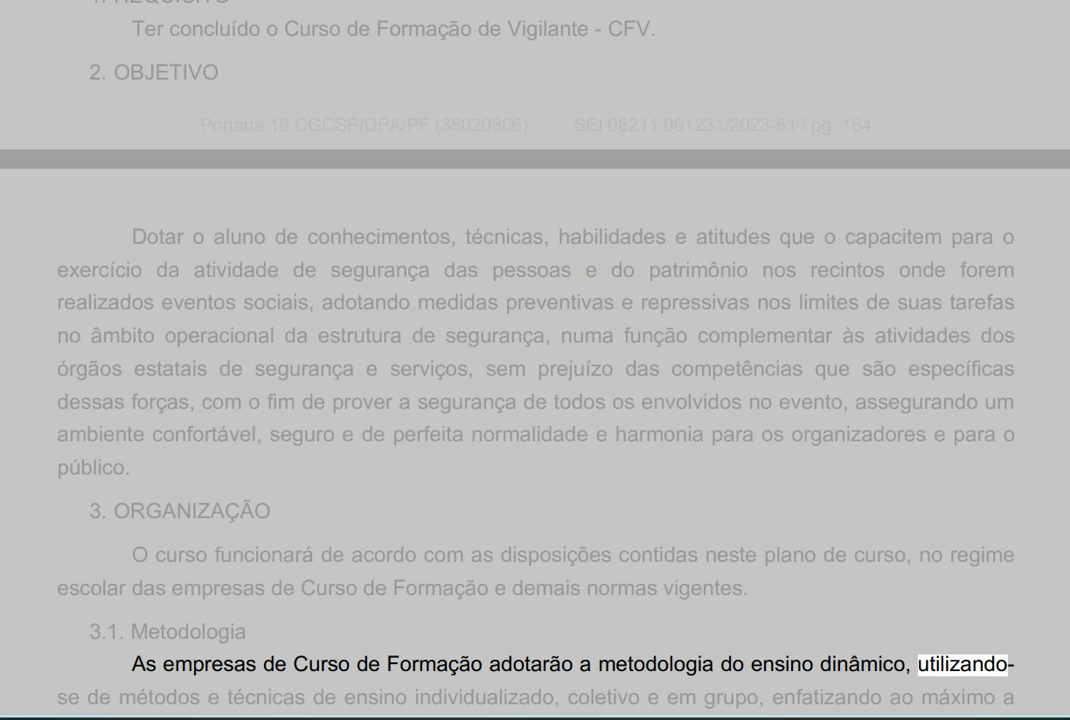 1. REQUISITO
Ter concluído o Curso de Formação de Vigilante - CFV.
2. OBJETIVO
Portaria 16 CGCSP/DPA/PF (35020306) SEI 08211.001231/2023-61 / pg. 164
Dotar o aluno de conhecimentos, técnicas, habilidades e atitudes que o capacitem para o
exercício da atividade de segurança das pessoas e do patrimônio nos recintos onde forem
realizados eventos sociais, adotando medidas preventivas e repressivas nos limites de suas tarefas
no âmbito operacional da estrutura de segurança, numa função complementar às atividades dos
órgãos estatais de segurança e serviços, sem prejuízo das competências que são específicas
dessas forças, com o fim de prover a segurança de todos os envolvidos no evento, assegurando um
ambiente confortável, seguro e de perfeita normalidade e harmonia para os organizadores e para o
público.
3. ORGANIZAÇÃO
O curso funcionará de acordo com as disposições contidas neste plano de curso, no regime
escolar das empresas de Curso de Formação e demais normas vigentes.
3.1. Metodologia
As empresas de Curso de Formação adotarão a metodologia do ensino dinâmico, utilizando-
se de métodos e técnicas de ensino individualizado, coletivo e em grupo, enfatizando ao máximo a